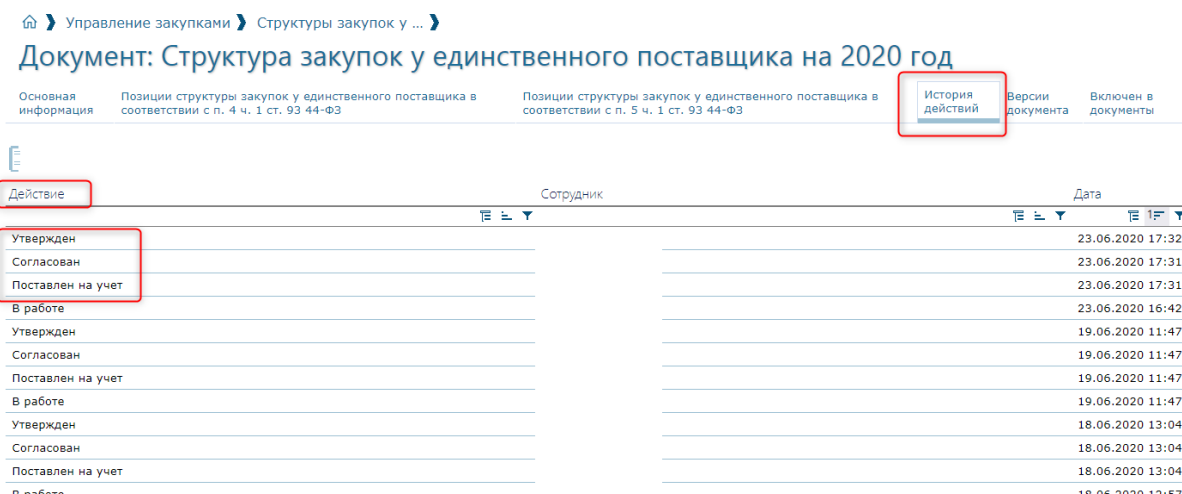 Управление закупками Структуры закупок у ...
Документ: Структура закупок у единственного поставщика на 2020 год
Основная информация
Позиции структуры закупок у единственного поставщика в соответствии с п. 4 ч. 1 ст. 93 44-ФЗ
Позиции структуры закупок у единственного поставщика в соответствии с п. 5 ч. 1 ст. 93 44-ФЗ
История действий
Версии документа
Включен в документы
Действие Сотрудник Дата
Утвержден 23.06.2020 17:32
Согласован 23.06.2020 17:31
Поставлен на учет 23.06.2020 17:31
В работе 23.06.2020 16:42
Утвержден 19.06.2020 11:47
Согласован 19.06.2020 11:47
Поставлен на учет 19.06.2020 11:47
В работе 19.06.2020 11:47
Утвержден 18.06.2020 13:04
Согласован 18.06.2020 13:04
Поставлен на учет 18.06.2020 13:04
В работе 18.06.2020 12:57